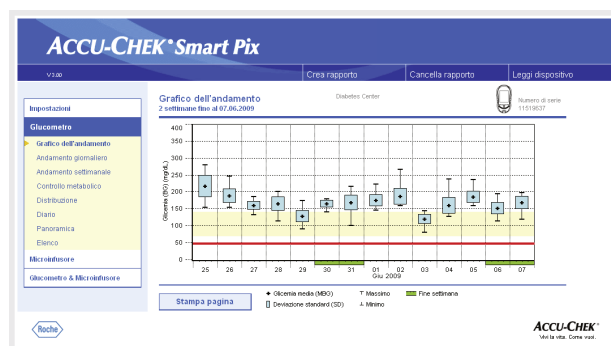 ACCU-CHEK® Smart Pix
V 3.00
Crea rapporto
Cancella rapporto
Leggi dispositivo
Impostazioni
Glucometro
Grafico dell'andamento
Andamento giornaliero
Andamento settimanale
Controllo metabolico
Distribuzione
Diario
Panoramica
Elenco
Microinfusore
Glucometro & Microinfusore
Grafico dell'andamento
2 settimane fino al 07.06.2009
Diabetes Center
Numero di serie
11519837
Glicemia (BG) (mg/dL)
400
350
300
250
200
150
100
50
0
25 26 27 28 29 30 31 01 02 03 04 05 06 07
Giu 2009
Stampa pagina
Glicemia media (MBG)
Massimo
Fine settimana
Deviazione standard (SD)
Minimo
Roche
ACCU-CHEK®
Vivi la vita. Come vuoi.